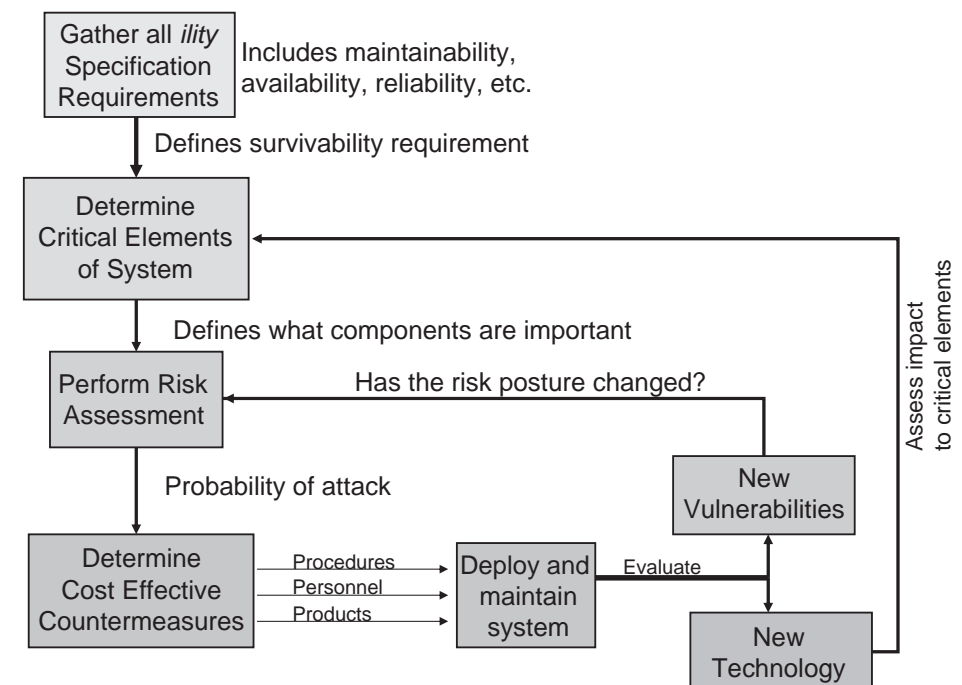 Gather all ility
Specification
Requirements
Includes maintainability,
availability, reliability, etc.
Defines survivability requirement
Determine
Critical Elements
of System
Defines what components are important
Perform Risk
Assessment
Has the risk posture changed?
Assess impact
to critical elements
Probability of attack
New
Vulnerabilities
Determine
Cost Effective
Countermeasures
Procedures
Personnel
Products
Deploy and
maintain
system
Evaluate
New
Technology